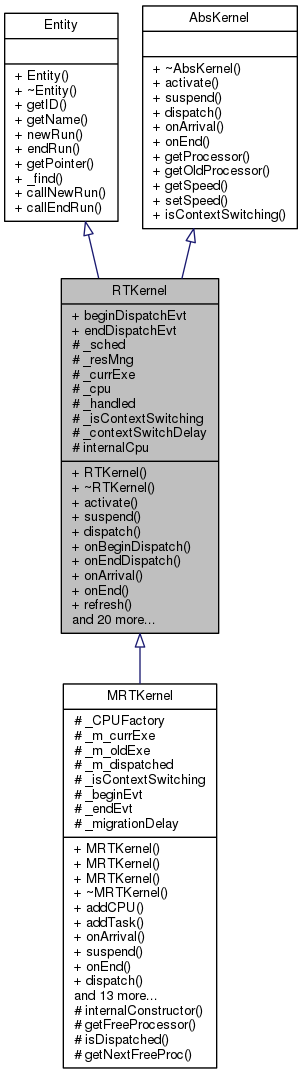 Entity
+ Entity()
+ ~Entity()
+ getID()
+ getName()
+ newRun()
+ endRun()
+ getPointer()
+ _find()
+ callNewRun()
+ callEndRun()
AbsKernel
+ ~AbsKernel()
+ activate()
+ suspend()
+ dispatch()
+ onArrival()
+ onEnd()
+ getProcessor()
+ getOldProcessor()
+ getSpeed()
+ setSpeed()
+ isContextSwitching()
RTKernel
+ beginDispatchEvt
+ endDispatchEvt
# _sched
# _resMng
# _currExe
# _cpu
# _handled
# _isContextSwitching
# _contextSwitchDelay
# internalCpu
+ RTKernel()
+ ~RTKernel()
+ activate()
+ suspend()
+ dispatch()
+ onBeginDispatch()
+ onEndDispatch()
+ onArrival()
+ onEnd()
+ refresh()
and 20 more...
MRTKernel
# _CPUFactory
# _m_currExe
# _m_oldExe
# _m_dispatched
# _isContextSwitching
# _beginEvt
# _endEvt
# _migrationDelay
+ MRTKernel()
+ MRTKernel()
+ MRTKernel()
+ ~MRTKernel()
+ addCPU()
+ addTask()
+ onArrival()
+ suspend()
+ onEnd()
+ dispatch()
and 13 more...
# internalConstructor()
# getFreeProcessor()
# isDispatched()
# getNextFreeProc()